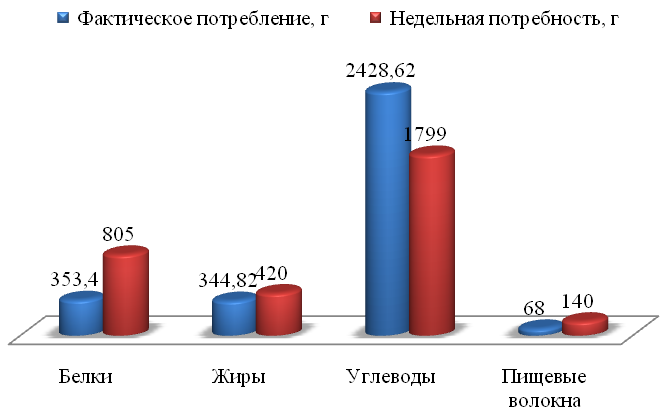 Фактическое потребление, г Недельная потребность, г
2428,62
1799
805
353,4
344,82 420
68 140
Белки Жиры Углеводы Пищевые
волокна